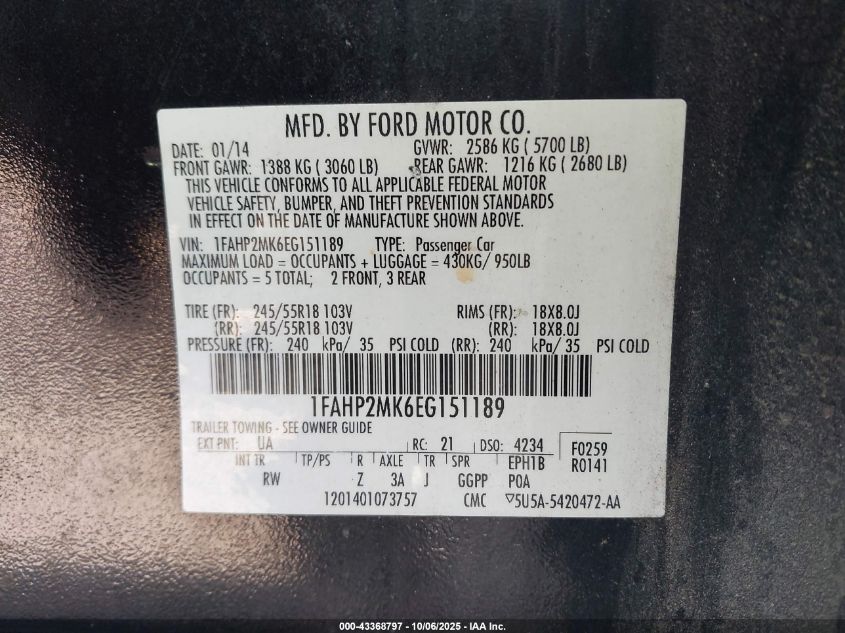 MFD. BY FORD MOTOR CO.
DATE: 01/14 GVWR: 2586 KG ( 5700 LB)
FRONT GAWR: 1388 KG ( 3060 LB) REAR GAWR: 1216 KG ( 2680 LB)
THIS VEHICLE CONFORMS TO ALL APPLICABLE FEDERAL MOTOR
VEHICLE SAFETY, BUMPER, AND THEFT PREVENTION STANDARDS
IN EFFECT ON THE DATE OF MANUFACTURE SHOWN ABOVE.
VIN: 1FAHP2MK6EG151189 TYPE: Passenger Car
MAXIMUM LOAD = OCCUPANTS + LUGGAGE = 430KG/ 950LB
OCCUPANTS = 5 TOTAL; 2 FRONT, 3 REAR
TIRE (FR): 245/55R18 103V RIMS (FR): 18X8.0J
(RR): 245/55R18 103V (RR): 18X8.0J
PRESSURE (FR): 240 kPa/ 35 PSI COLD (RR): 240 kPa/ 35 PSI COLD
1FAHP2MK6EG151189
TRAILER TOWING - SEE OWNER GUIDE
EXT PNT: UA RC: 21 DSO: 4234 F0259
R0141
INT TR TP/PS R AXLE TR SPR EPH1B
RW Z 3A J GGPP POA
1201401073757 CMC ▽5U5A-5420472-AA
000-43368797 - 10/06/2025 - IAA Inc.